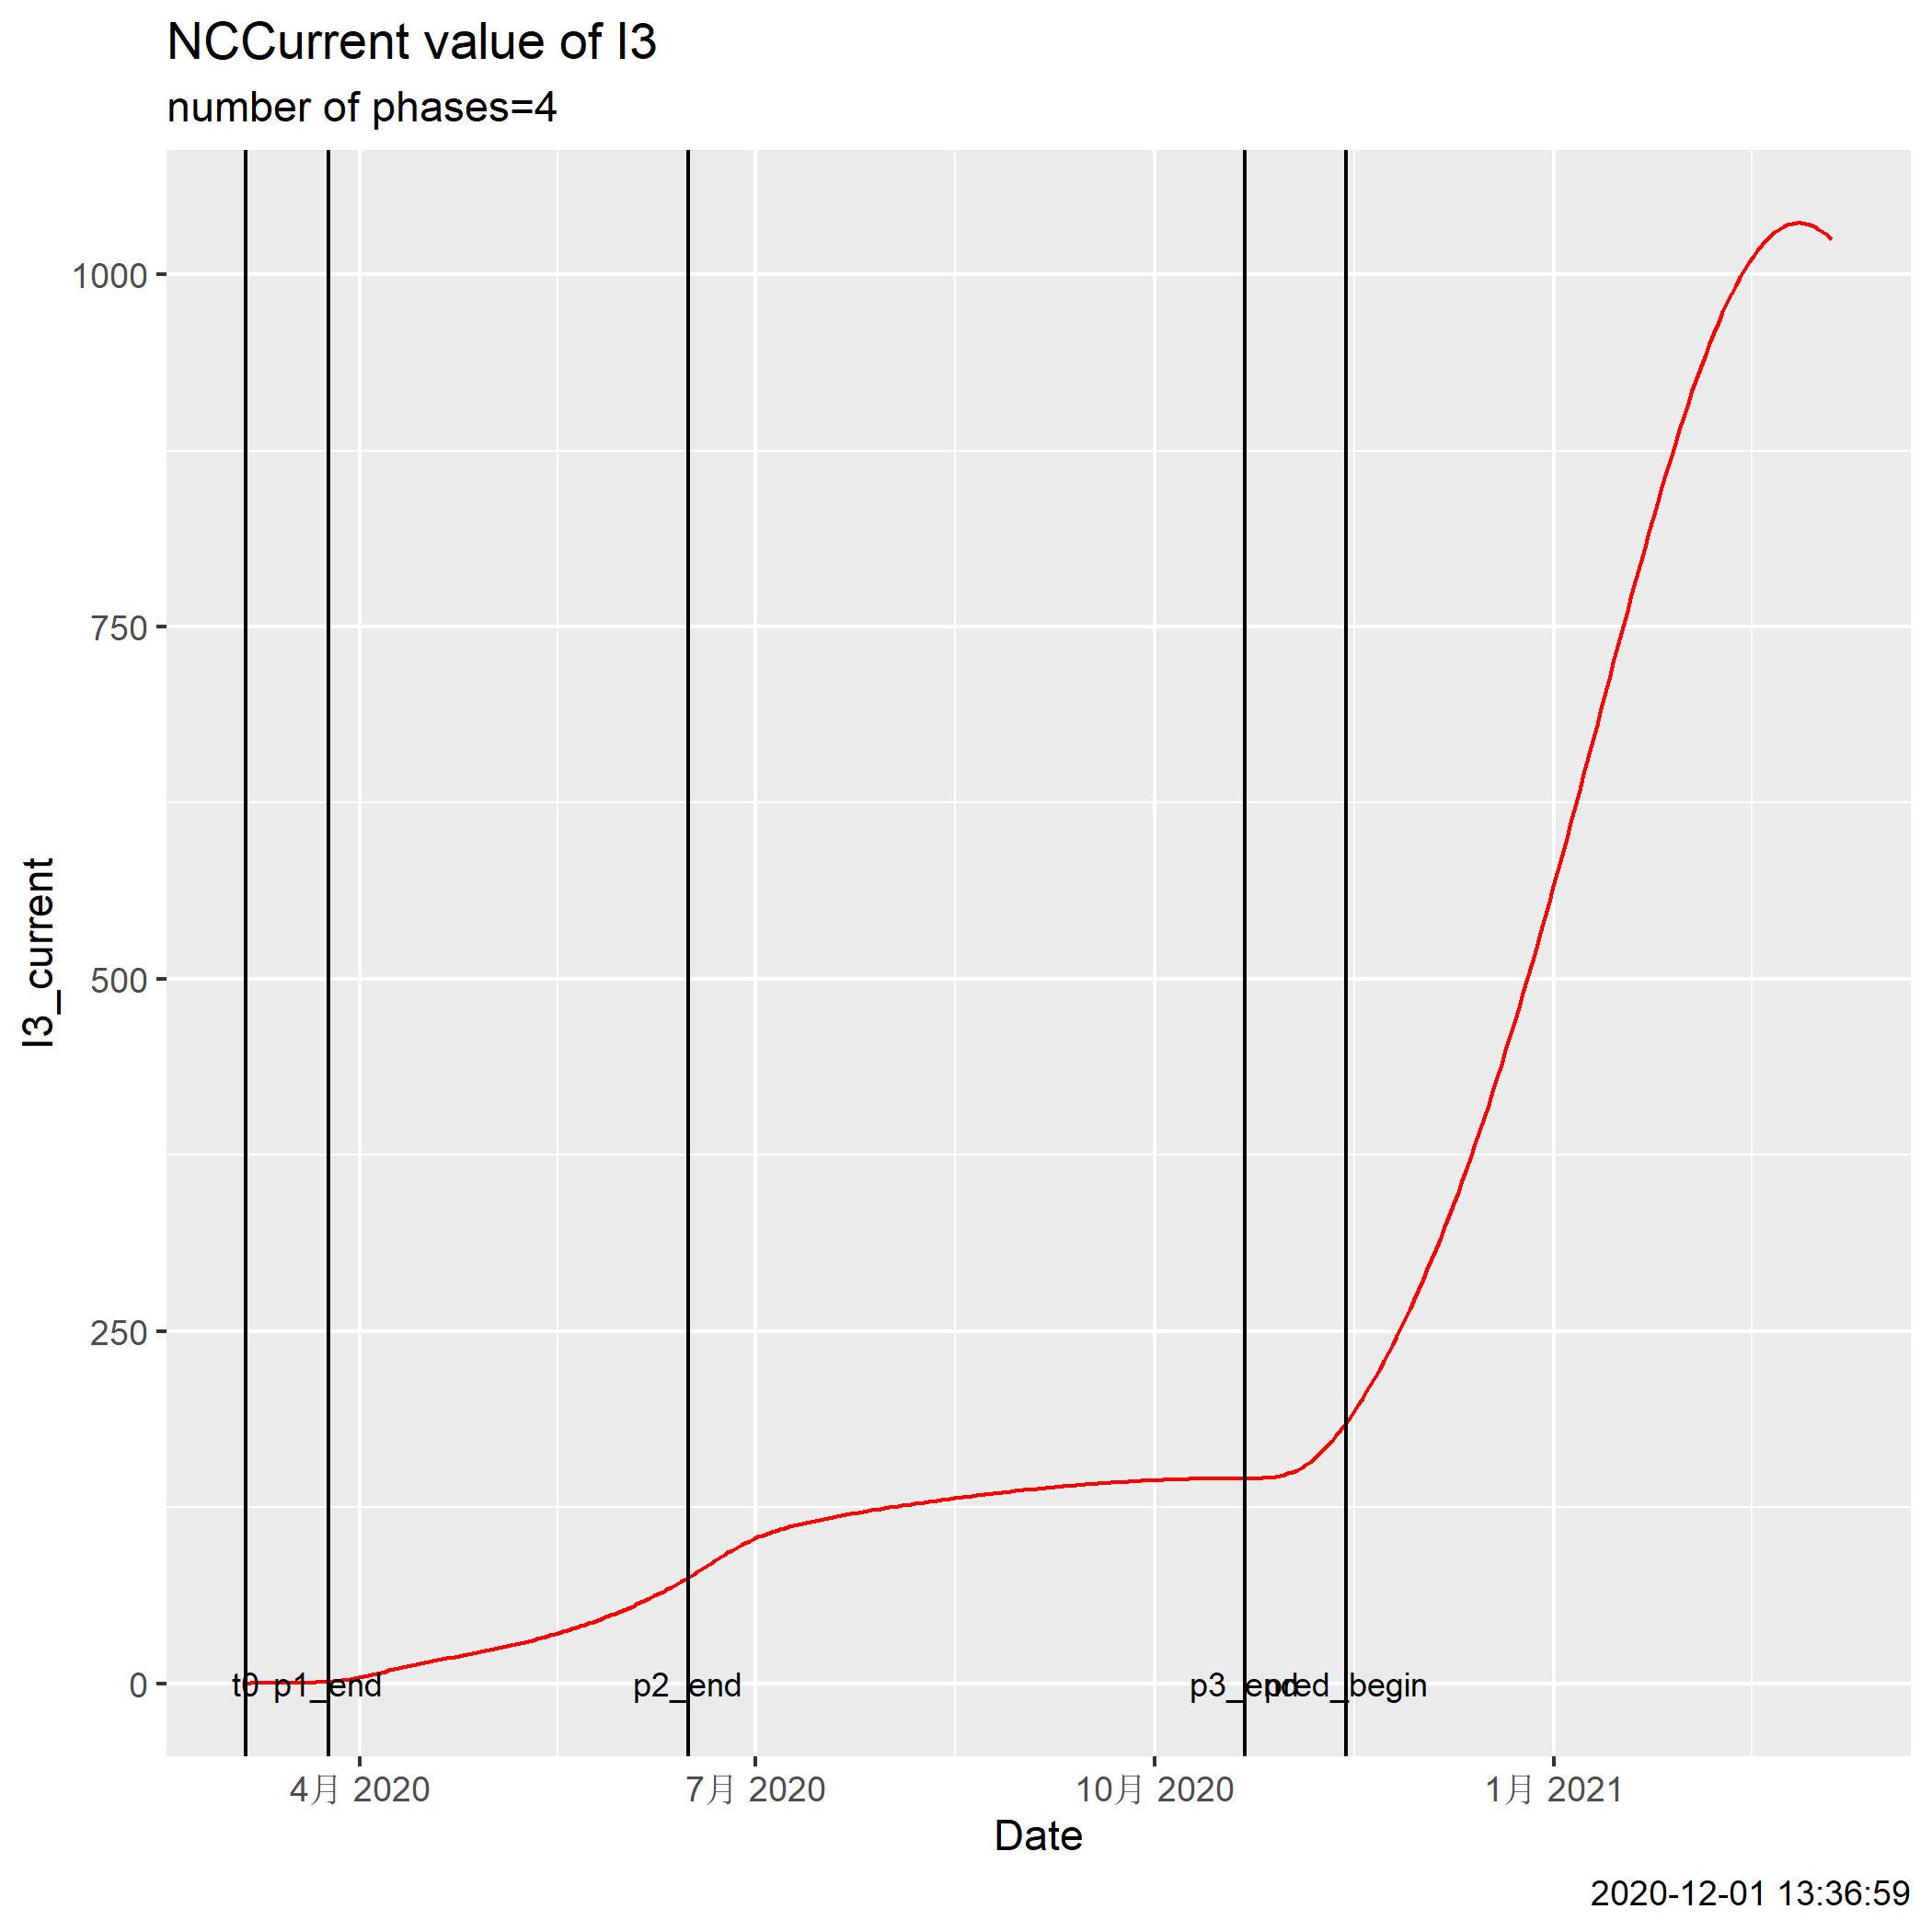 NCCurrent value of I3
number of phases=4
I3_current
1000
750
500
250
0
t0 p1_end p2_end p3_end pred_begin
4月 2020 7月 2020 10月 2020 1月 2021
Date
2020-12-01 13:36:59